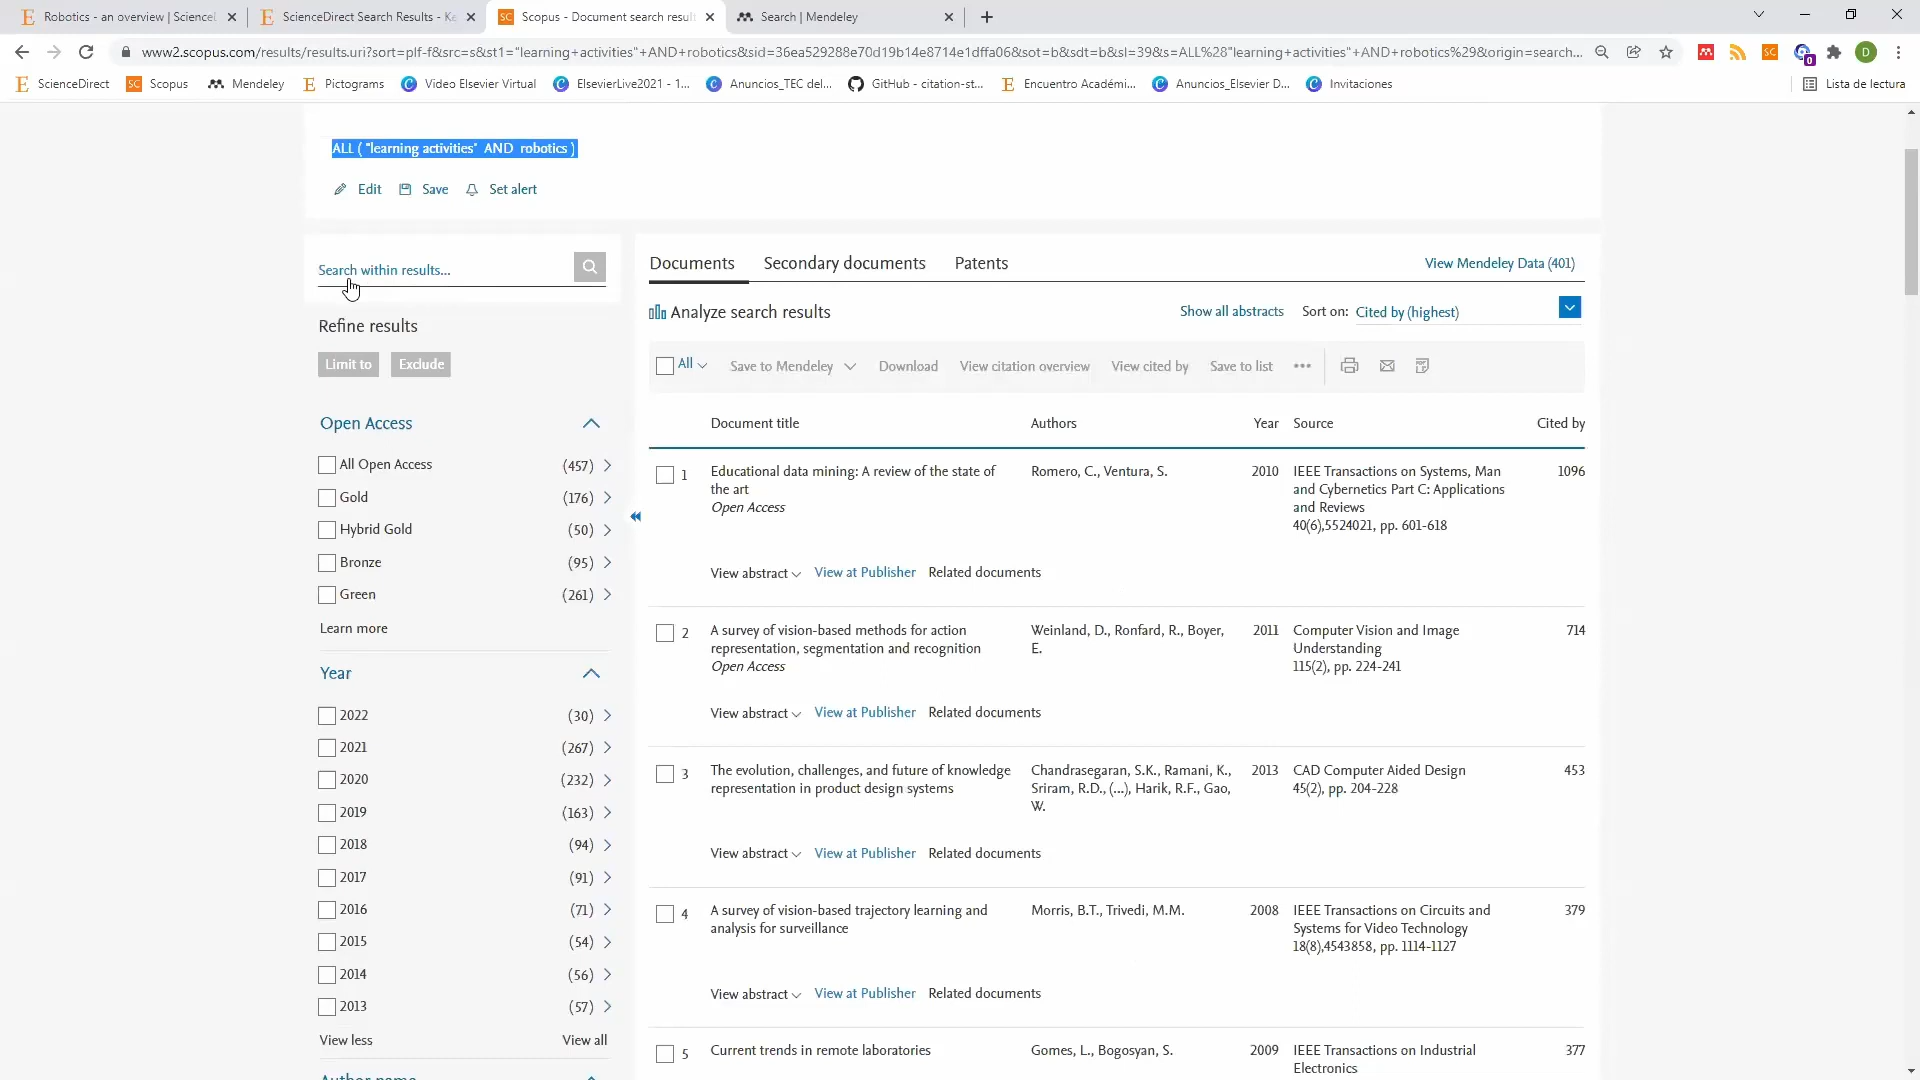 Robotics - an overview | Science
ScienceDirect Search Results - Ke
SC Scopus - Document search result
Search | Mendeley
www2.scopus.com/results/results.uri?sort=plf-f&src=s&st1="learning+activities"+AND+robotics&sid=36ea529288e70d19b14e8714e1dffa06&sot=b&sdt=b&sl=39&s=ALL%28"learning+activities"+AND+robotics%29&origin=search...
SC
0
D
ScienceDirect
SC Scopus
Mendeley
Pictograms
Video Elsevier Virtual
ElsevierLive2021 - 1...
Anuncios_TEC del...
GitHub - citation-st...
Encuentro Académi...
Anuncios_Elsevier D...
Invitaciones
Lista de lectura
ALL ( "learning activities" AND robotics )
Edit Save Set alert
Search within results...
Refine results
Limit to Exclude
Open Access
All Open Access (457)
Gold (176)
Hybrid Gold (50)
Bronze (95)
Green (261)
Learn more
Year
2022 (30)
2021 (267)
2020 (232)
2019 (163)
2018 (94)
2017 (91)
2016 (71)
2015 (54)
2014 (56)
2013 (57)
View less View all
Author name
Documents Secondary documents Patents View Mendeley Data (401)
Analyze search results Show all abstracts Sort on: Cited by (highest)
All Save to Mendeley Download View citation overview View cited by Save to list •••
Document title Authors Year Source Cited by
1 Educational data mining: A review of the state of Romero, C., Ventura, S. 2010 IEEE Transactions on Systems, Man 1096
the art and Cybernetics Part C: Applications
Open Access and Reviews
40(6),5524021, pp. 601-618
View abstract View at Publisher Related documents
2 A survey of vision-based methods for action Weinland, D., Ronfard, R., Boyer, 2011 Computer Vision and Image 714
representation, segmentation and recognition E. Understanding
Open Access 115(2), pp. 224-241
View abstract View at Publisher Related documents
3 The evolution, challenges, and future of knowledge Chandrasegaran, S.K., Ramani, K., 2013 CAD Computer Aided Design 453
representation in product design systems Sriram, R.D., (...), Harik, R.F., Gao, 45(2), pp. 204-228
W.
View abstract View at Publisher Related documents
4 A survey of vision-based trajectory learning and Morris, B.T., Trivedi, M.M. 2008 IEEE Transactions on Circuits and 379
analysis for surveillance Systems for Video Technology
18(8),4543858, pp. 1114-1127
View abstract View at Publisher Related documents
5 Current trends in remote laboratories Gomes, L., Bogosyan, S. 2009 IEEE Transactions on Industrial 377
Electronics